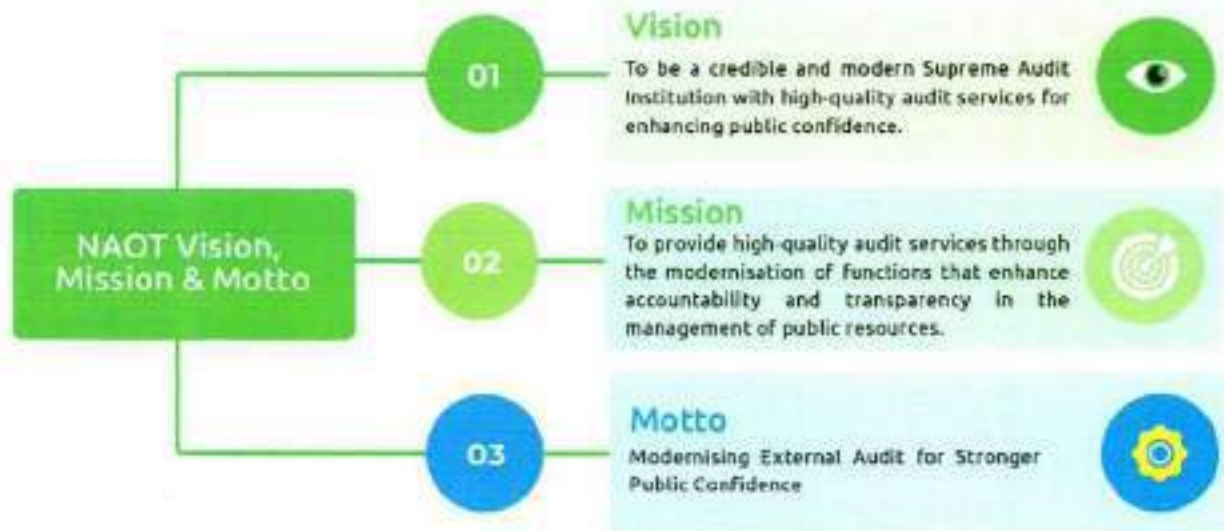 NAOT Vision,
Mission & Motto
01
Vision
To be a credible and modern Supreme Audit
Institution with high-quality audit services for
enhancing public confidence.
02
Mission
To provide high-quality audit services through
the modernisation of functions that enhance
accountability and transparency in the
management of public resources.
03
Motto
Modernising External Audit for Stronger
Public Confidence